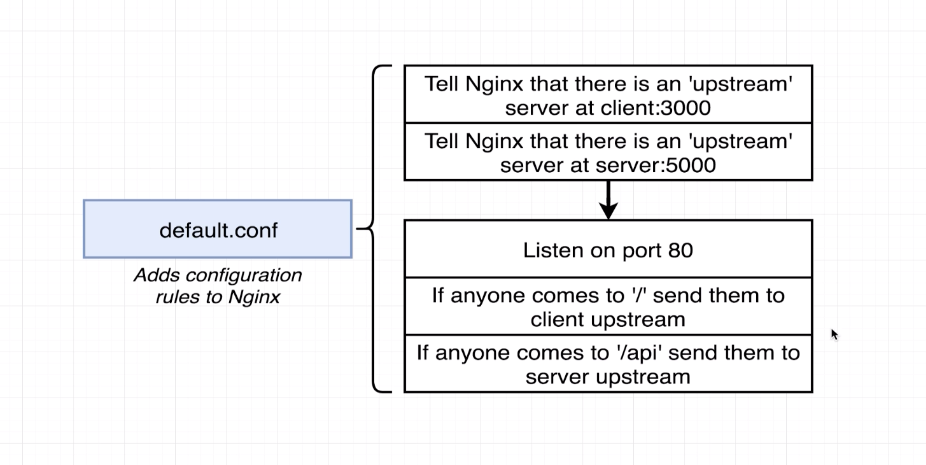 Tell Nginx that there is an 'upstream'
server at client:3000
Tell Nginx that there is an 'upstream'
server at server:5000
default.conf
Adds configuration
rules to Nginx
Listen on port 80
If anyone comes to '/' send them to
client upstream
If anyone comes to '/api' send them to
server upstream